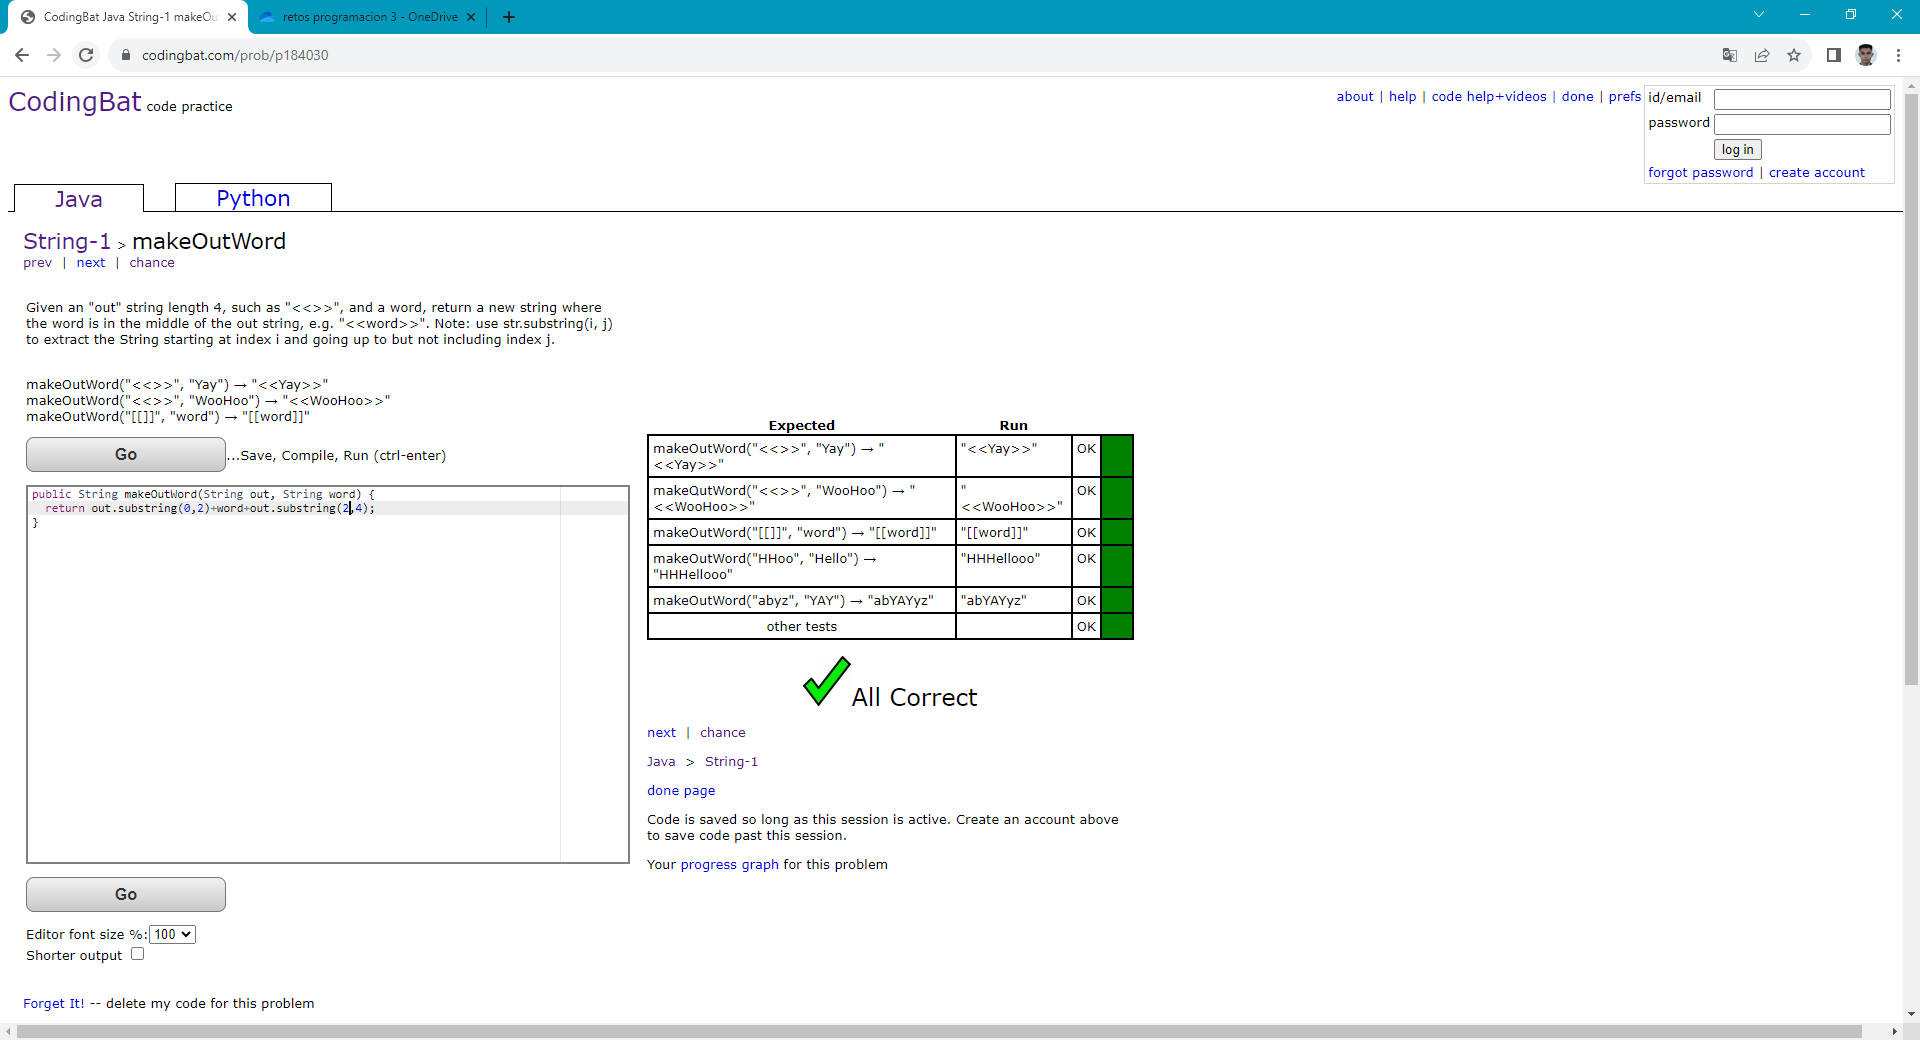 CodingBat Java String-1 makeOu
retos programacion 3 - OneDrive
codingbat.com/prob/p184030
CodingBat code practice
about | help | code help+videos | done | prefs
id/email
password
log in
forgot password | create account
Java
Python
String-1 > makeOutWord
prev | next | chance
Given an "out" string length 4, such as "<<>>", and a word, return a new string where
the word is in the middle of the out string, e.g. "<<word>>". Note: use str.substring(i, j)
to extract the String starting at index i and going up to but not including index j.
makeOutWord("<<>>", "Yay") → "<<Yay>>"
makeOutWord("<<>>", "WooHoo") → "<<WooHoo>>"
makeOutWord("[[]]", "word") → "[[word]]"
Go
...Save, Compile, Run (ctrl-enter)
public String makeOutWord(String out, String word) {
return out.substring(0,2)+word+out.substring(2,4);
}
Expected Run
makeOutWord("<<>>", "Yay") → "
<<Yay>>"
"<<Yay>>"
OK
makeOutWord("<<>>", "WooHoo") → "
<<WooHoo>>"
"
<<WooHoo>>"
OK
makeOutWord("[[]]", "word") → "[[word]]"
"[[word]]"
OK
makeOutWord("HHoo", "Hello") →
"HHHellooo"
"HHHellooo"
OK
makeOutWord("abyz", "YAY") → "abYAYyz"
"abYAYyz"
OK
other tests
OK
All Correct
next | chance
Java > String-1
done page
Code is saved so long as this session is active. Create an account above
to save code past this session.
Your progress graph for this problem
Go
Editor font size %: 100
Shorter output
Forget It! -- delete my code for this problem